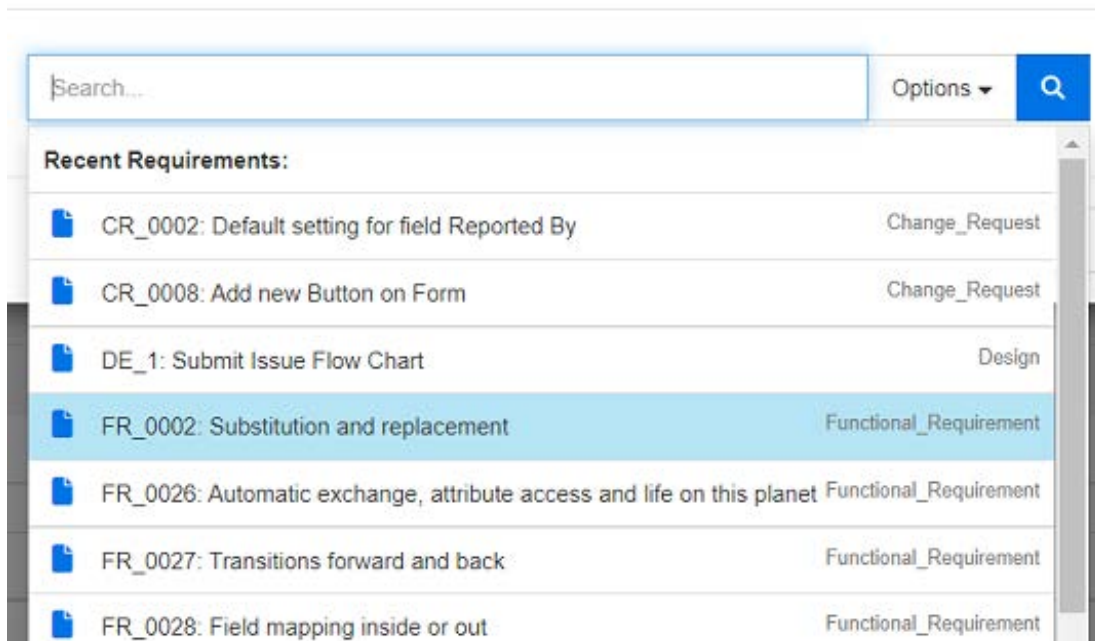 Search...
Options
Recent Requirements:
CR_0002: Default setting for field Reported By Change_Request
CR_0008: Add new Button on Form Change_Request
DE_1: Submit Issue Flow Chart Design
FR_0002: Substitution and replacement Functional_Requirement
FR_0026: Automatic exchange, attribute access and life on this planet Functional_Requirement
FR_0027: Transitions forward and back Functional_Requirement
FR_0028: Field mapping inside or out Functional_Requirement